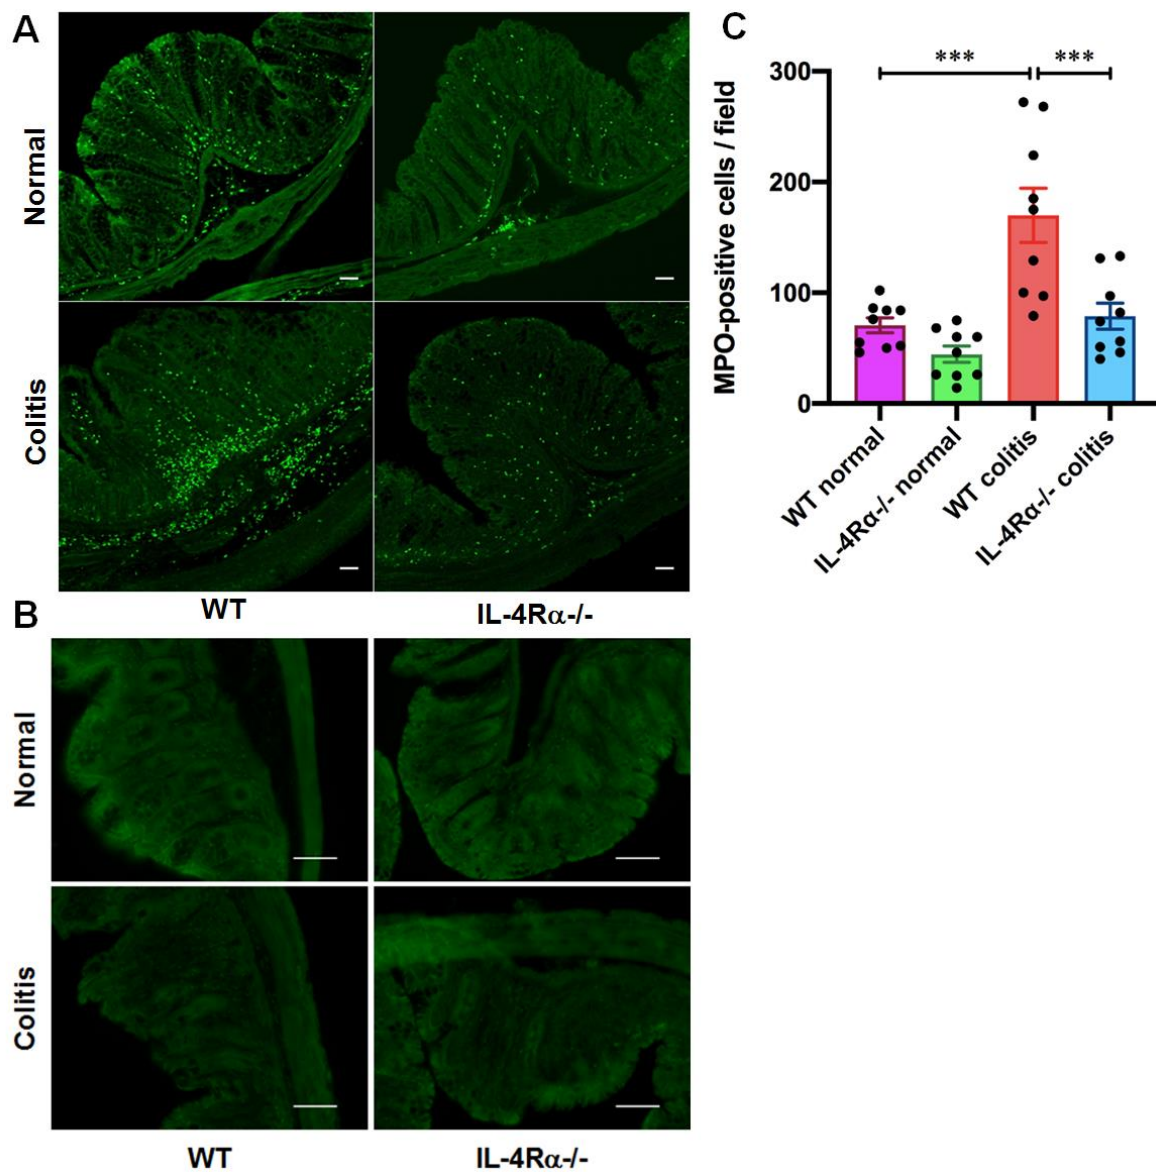 A
Normal
Colitis
WT
IL-4Rα-/-
B
Normal
Colitis
WT
IL-4Rα-/-
C
*** ***
MPO-positive cells / field
300
200
100
0
WT normal
IL-4Rα-/- normal
WT colitis
IL-4Rα-/- colitis